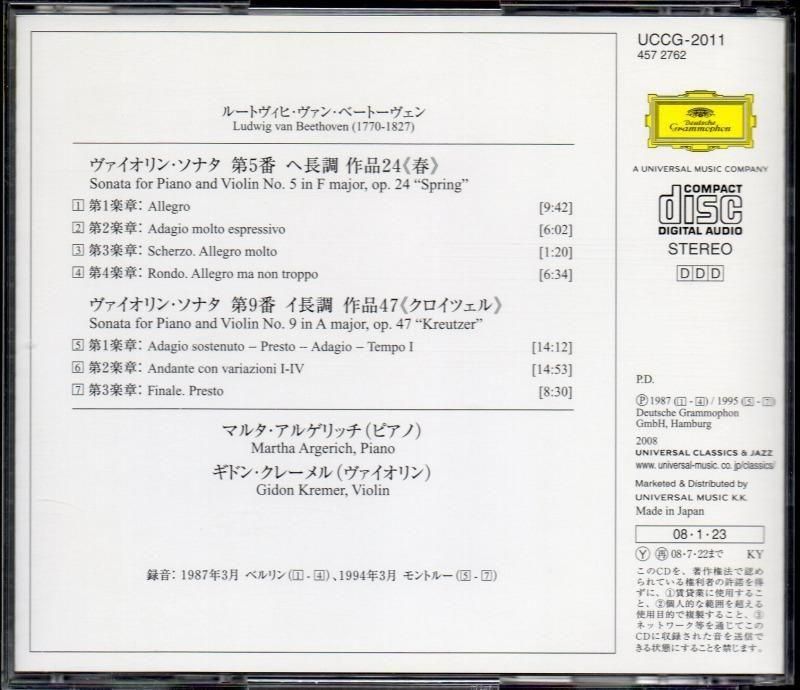 ルートヴィヒ・ヴァン・ベートーヴェン
Ludwig van Beethoven (1770-1827)
ヴァイオリン・ソナタ 第5番 ヘ長調 作品24《春》
Sonata for Piano and Violin No. 5 in F major, op. 24 “Spring”
1 第1楽章: Allegro [9:42]
2 第2楽章: Adagio molto espressivo [6:02]
3 第3楽章: Scherzo. Allegro molto [1:20]
4 第4楽章: Rondo. Allegro ma non troppo [6:34]
ヴァイオリン・ソナタ 第9番 イ長調 作品47《クロイツェル》
Sonata for Piano and Violin No. 9 in A major, op. 47 “Kreutzer”
5 第1楽章: Adagio sostenuto – Presto – Adagio – Tempo I [14:12]
6 第2楽章: Andante con variazioni I-IV [14:53]
7 第3楽章: Finale. Presto [8:30]
マルタ・アルゲリッチ(ピアノ)
Martha Argerich, Piano
ギドン・クレーメル(ヴァイオリン)
Gidon Kremer, Violin
録音: 1987年3月 ベルリン(1 - 4)、1994年3月 モントルー(5 - 7)
UCCG-2011
457 2762
Deutsche
Grammophon
A UNIVERSAL MUSIC COMPANY
COMPACT
disc
DIGITAL AUDIO
STEREO
DDD
P.D.
℗ 1987 (1 - 4) / 1995 (5 - 7)
Deutsche Grammophon
GmbH, Hamburg
2008
UNIVERSAL CLASSICS & JAZZ
www. universal-music. co. jp/classics/
Marketed & Distributed by
UNIVERSAL MUSIC K.K.
Made in Japan
08・1・23
Ⓨ 再 08・7・22まで KY
このCDを、著作権法で認め
られている権利者の許諾を得
ずに、①賃貸業に使用するこ
と、②個人的な範囲を超える
使用目的で複製すること、③
ネットワーク等を通じてこの
CDに収録された音を送信で
きる状態にすることを禁じます。